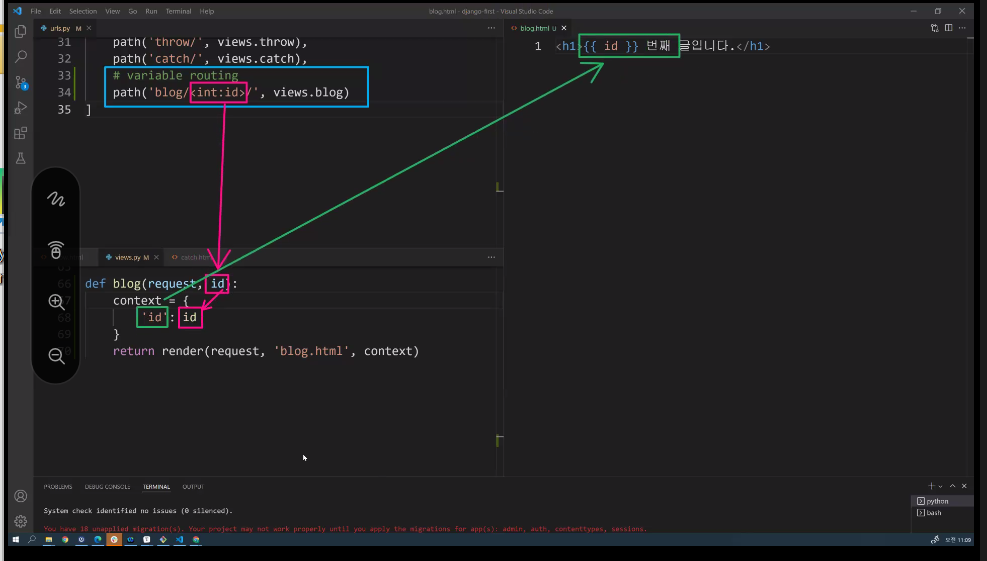 File Edit Selection View Go Run Terminal Help
blog.html - django-first - Visual Studio Code
urls.py M
31 path('throw/', views.throw),
32 path('catch/', views.catch),
33 # variable routing
34 path('blog/<int:id>/', views.blog)
35 ]
blog.html U
1 <h1>{{ id }} 번째 글입니다.</h1>
views.py M
66 def blog(request, id):
context = {
68 'id': id
69 }
return render(request, 'blog.html', context)
PROBLEMS DEBUG CONSOLE TERMINAL OUTPUT
System check identified no issues (0 silenced).
You have 18 unapplied migration(s). Your project may not work properly until you apply the migrations for app(s): admin, auth, contenttypes, sessions.
python
bash
오전 11:09